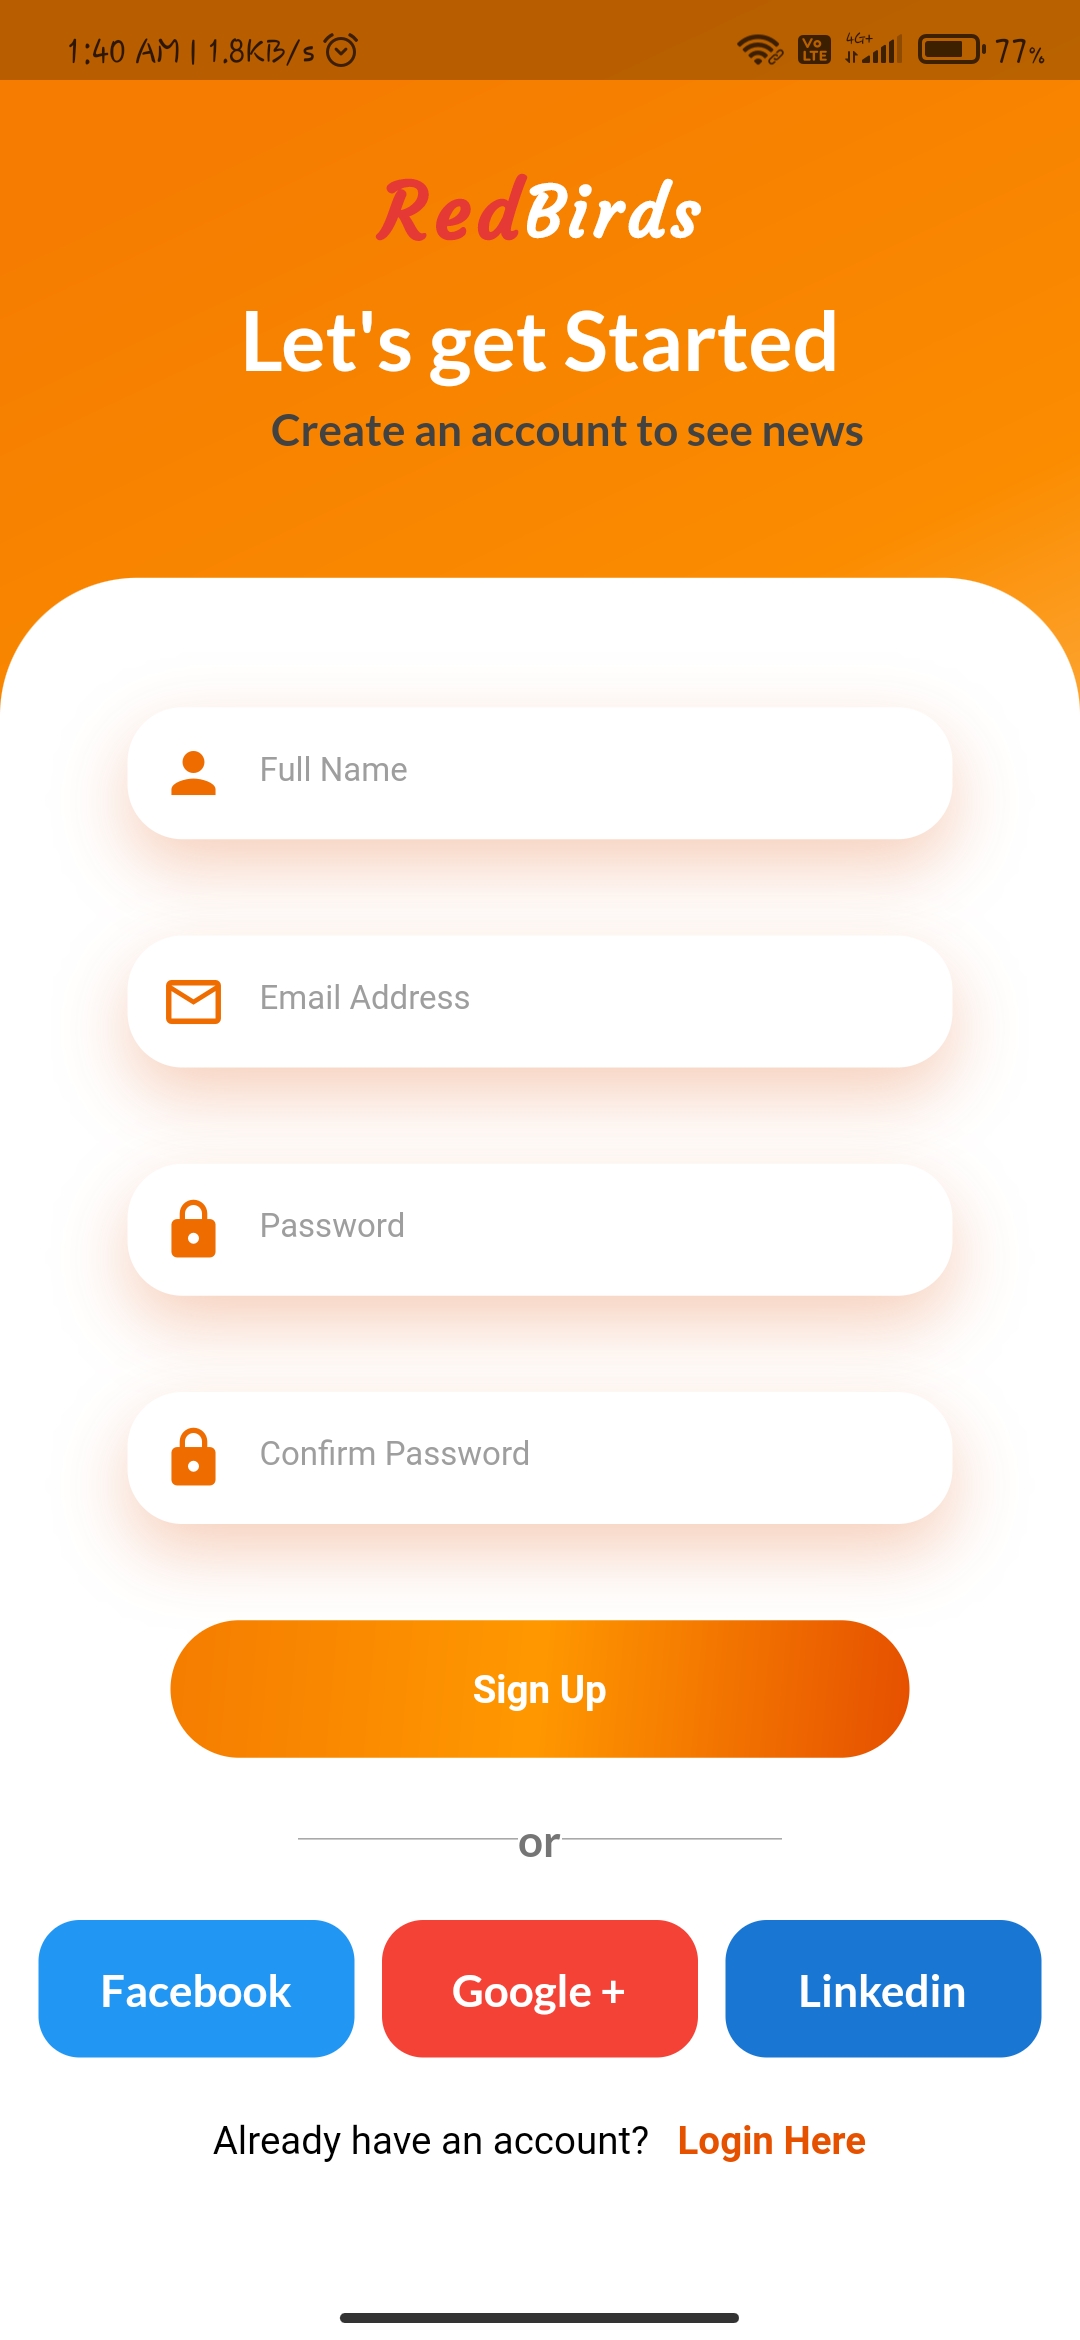 1:40 AM | 1.8KB/s Vo LTE 4G+ 77%
RedBirds
Let's get Started
Create an account to see news
Full Name
Email Address
Password
Confirm Password
Sign Up
or
Facebook Google + Linkedin
Already have an account? Login Here